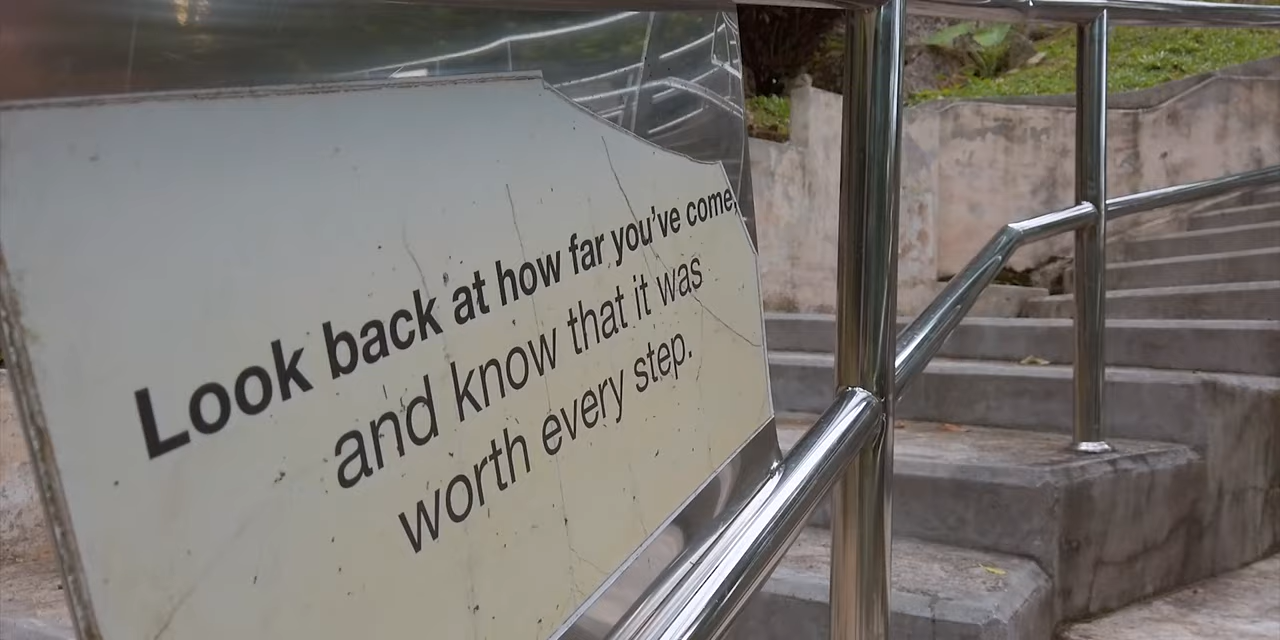 Look back at how far you've come,
and know that it was
worth every step.